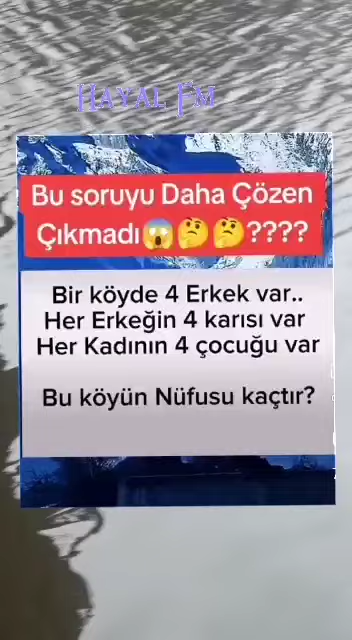 Hayal Fm
Bu soruyu Daha Çözen
Çıkmadı😱🤔🤔????
Bir köyde 4 Erkek var..
Her Erkeğin 4 karısı var
Her Kadının 4 çocuğu var
Bu köyün Nüfusu kaçtır?